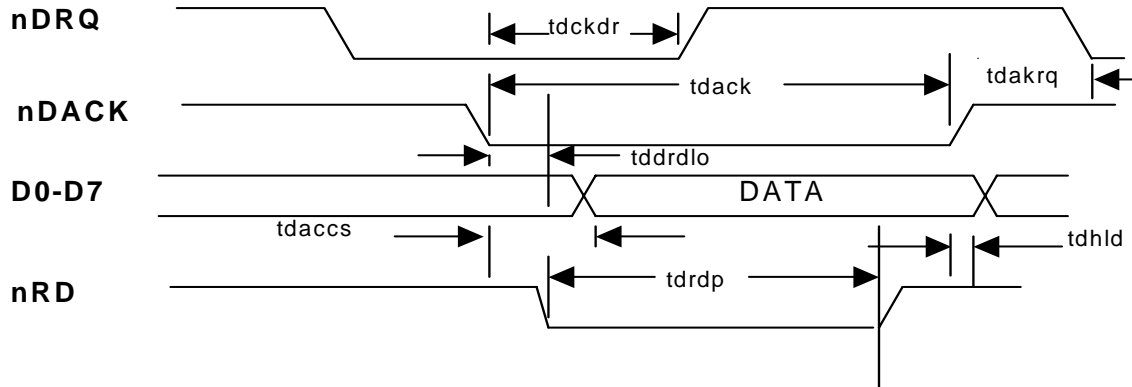 nDRQ
tdckdr
tdack
tdakrq
nDACK
tddrdlo
D0-D7
DATA
tdaccs
tdhld
tdrdp
nRD